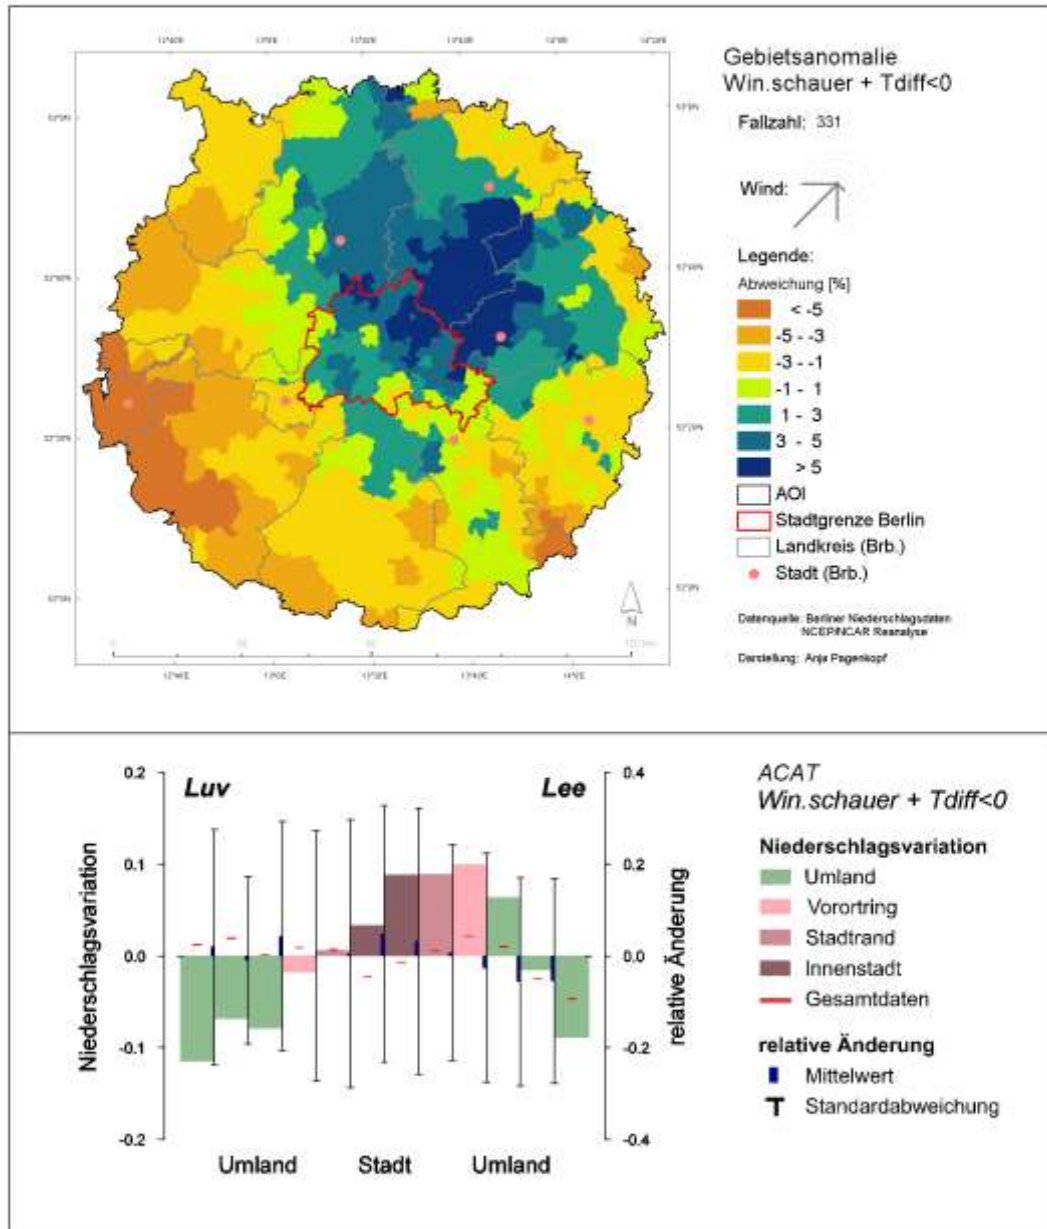 Gebietsanomalie
Win.schauer + Tdiff<0
Fallzahl: 331
Wind:
Legende:
Abweichung [%]
< -5
-5 - -3
-3 - -1
-1 - 1
1 - 3
3 - 5
> 5
AOI
Stadtgrenze Berlin
Landkreis (Brb.)
Stadt (Brb.)
N
Datenquelle: Berliner Niederschlagsdaten
NCEP/NCAR Reanalyse
Darstellung: Anja Pagenkopf
0.2
0.1
0.0
-0.1
-0.2
Niederschlagsvariation
Luv
Lee
0.4
0.2
0.0
-0.2
-0.4
relative Änderung
Umland
Stadt
Umland
ACAT
Win.schauer + Tdiff<0
Niederschlagsvariation
Umland
Vorortring
Stadtrand
Innenstadt
Gesamtdaten
relative Änderung
Mittelwert
Standardabweichung